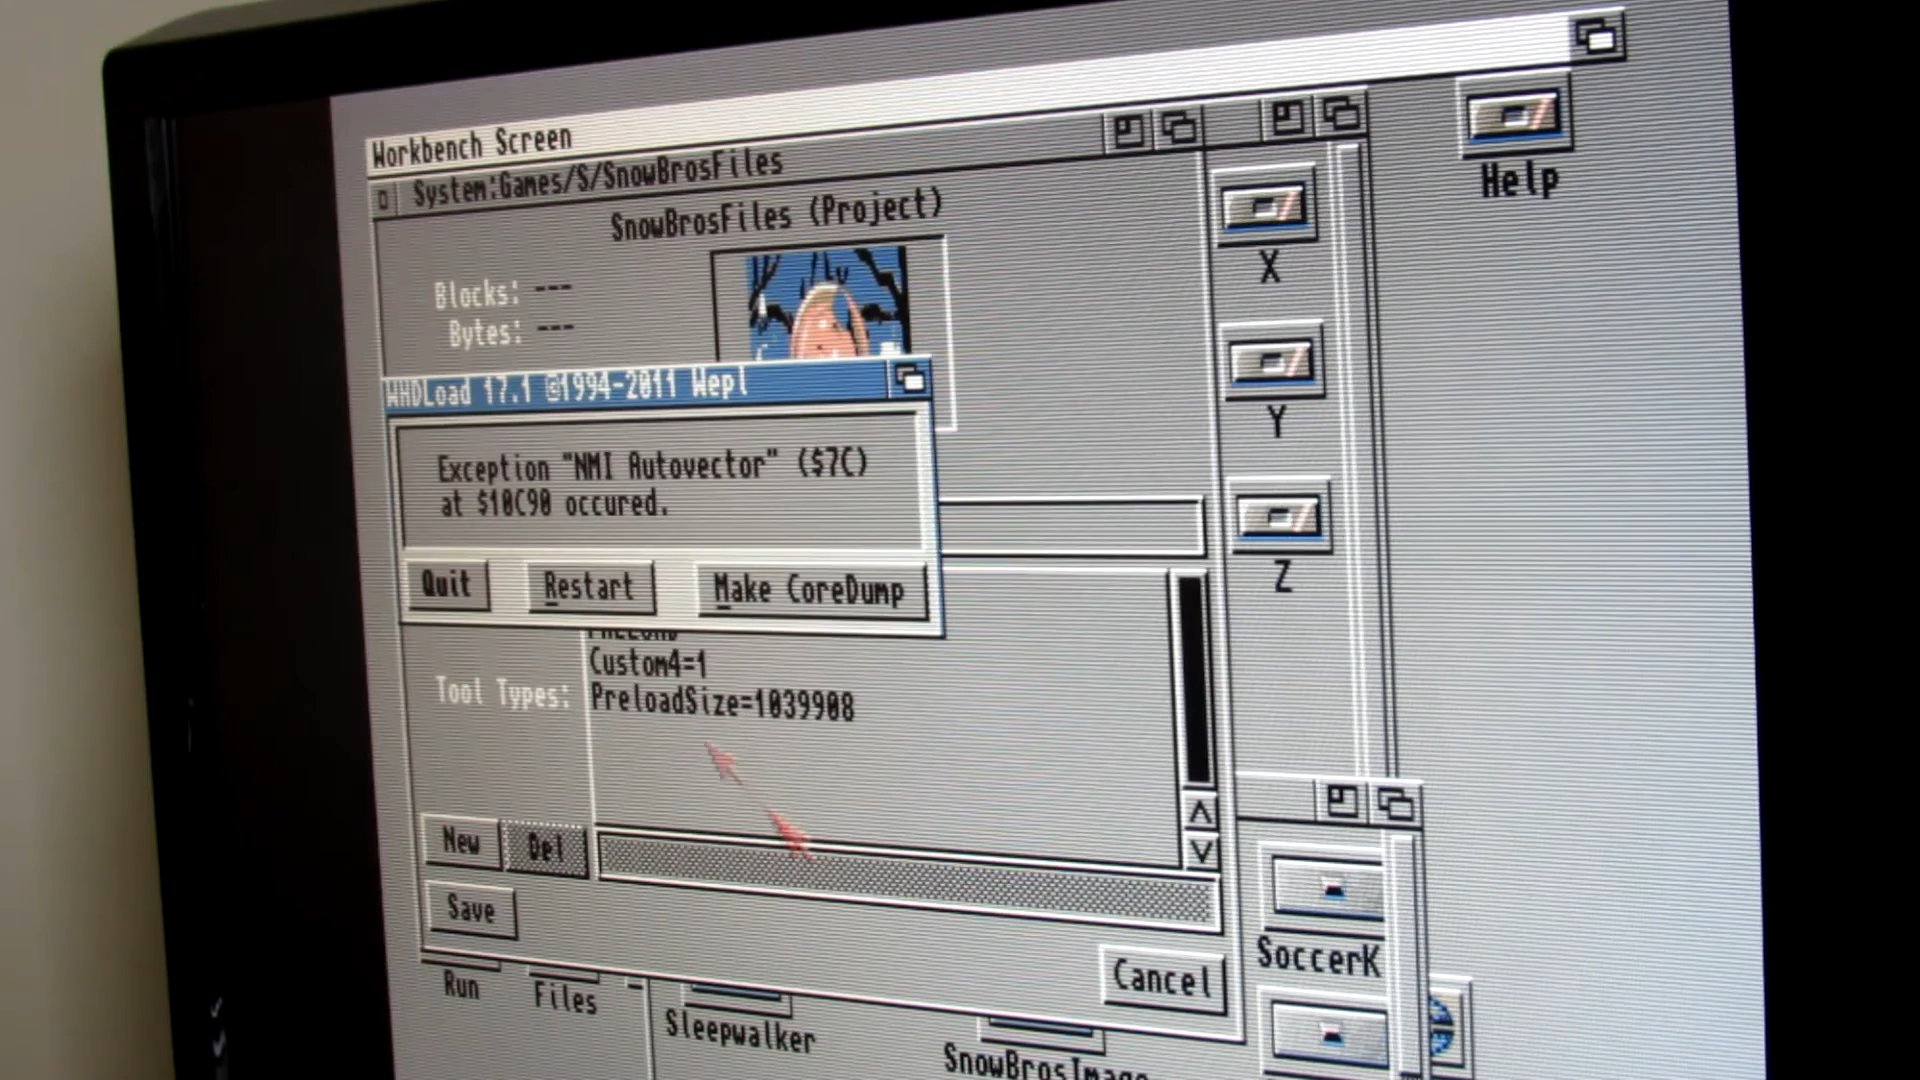 Workbench Screen
System:Games/S/SnowBrosFiles
SnowBrosFiles (Project)
Blocks: ---
Bytes: ---
WHDLoad 17.1 ©1994-2011 Wepl
Exception "NMI Autovector" ($7C)
at $10C90 occured.
Quit Restart Make CoreDump
Custom4=1
Tool Types: PreloadSize=1039908
New Del
Save
Cancel
Help
X
Y
Z
SoccerK
Run Files Sleepwalker SnowBrosImage